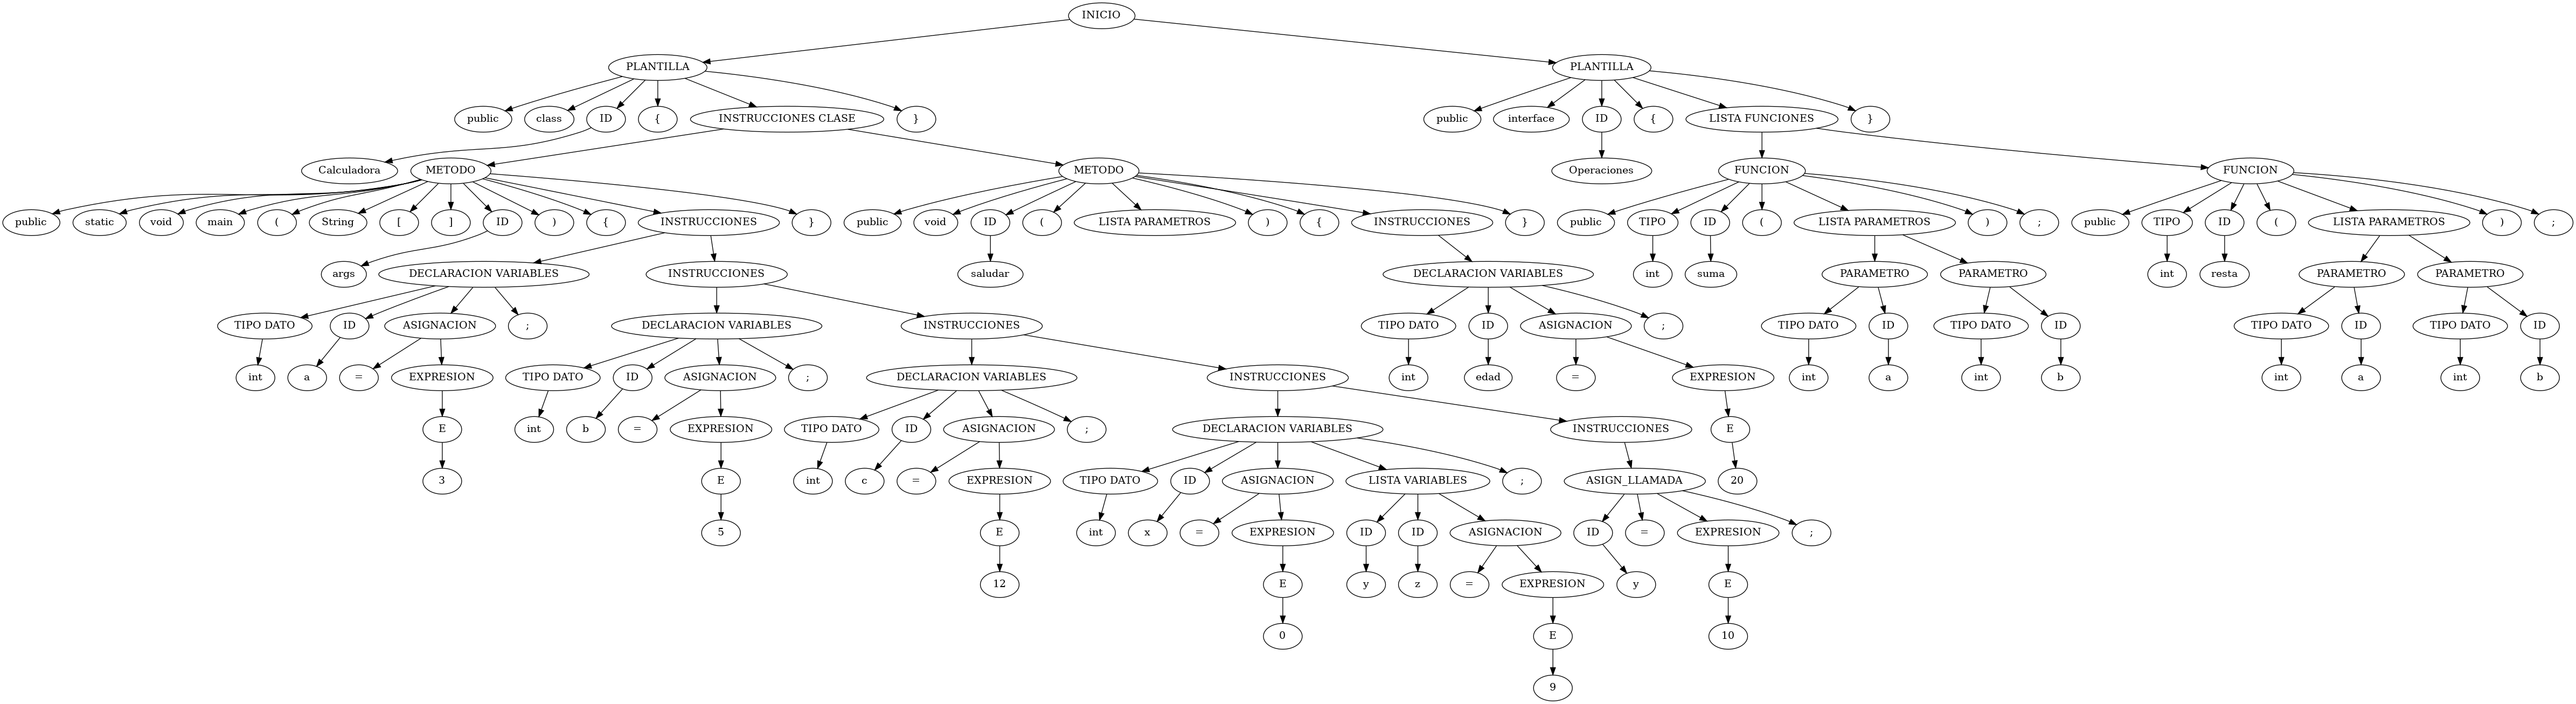 INICIO
PLANTILLA PLANTILLA
public class ID { INSTRUCCIONES CLASE } public interface ID { LISTA FUNCIONES }
Calculadora METODO METODO Operaciones FUNCION FUNCION
public static void main ( String [ ] ID ) { INSTRUCCIONES } public void ID ( LISTA PARAMETROS ) { INSTRUCCIONES } public TIPO ID ( LISTA PARAMETROS ) ; public TIPO ID ( LISTA PARAMETROS ) ;
args DECLARACION VARIABLES INSTRUCCIONES saludar DECLARACION VARIABLES int suma PARAMETRO PARAMETRO int resta PARAMETRO PARAMETRO
TIPO DATO ID ASIGNACION ; DECLARACION VARIABLES INSTRUCCIONES TIPO DATO ID ASIGNACION ; TIPO DATO ID TIPO DATO ID TIPO DATO ID TIPO DATO ID
int a = EXPRESION TIPO DATO ID ASIGNACION ; DECLARACION VARIABLES INSTRUCCIONES int edad = EXPRESION int a int b int a int b
E int b = EXPRESION TIPO DATO ID ASIGNACION ; DECLARACION VARIABLES INSTRUCCIONES E
3 E int c = EXPRESION TIPO DATO ID ASIGNACION LISTA VARIABLES ; ASIGN_LLAMADA 20
5 E int x = EXPRESION ID ID ASIGNACION ID = EXPRESION ;
12 E y z = EXPRESION y E
0 E 10
9